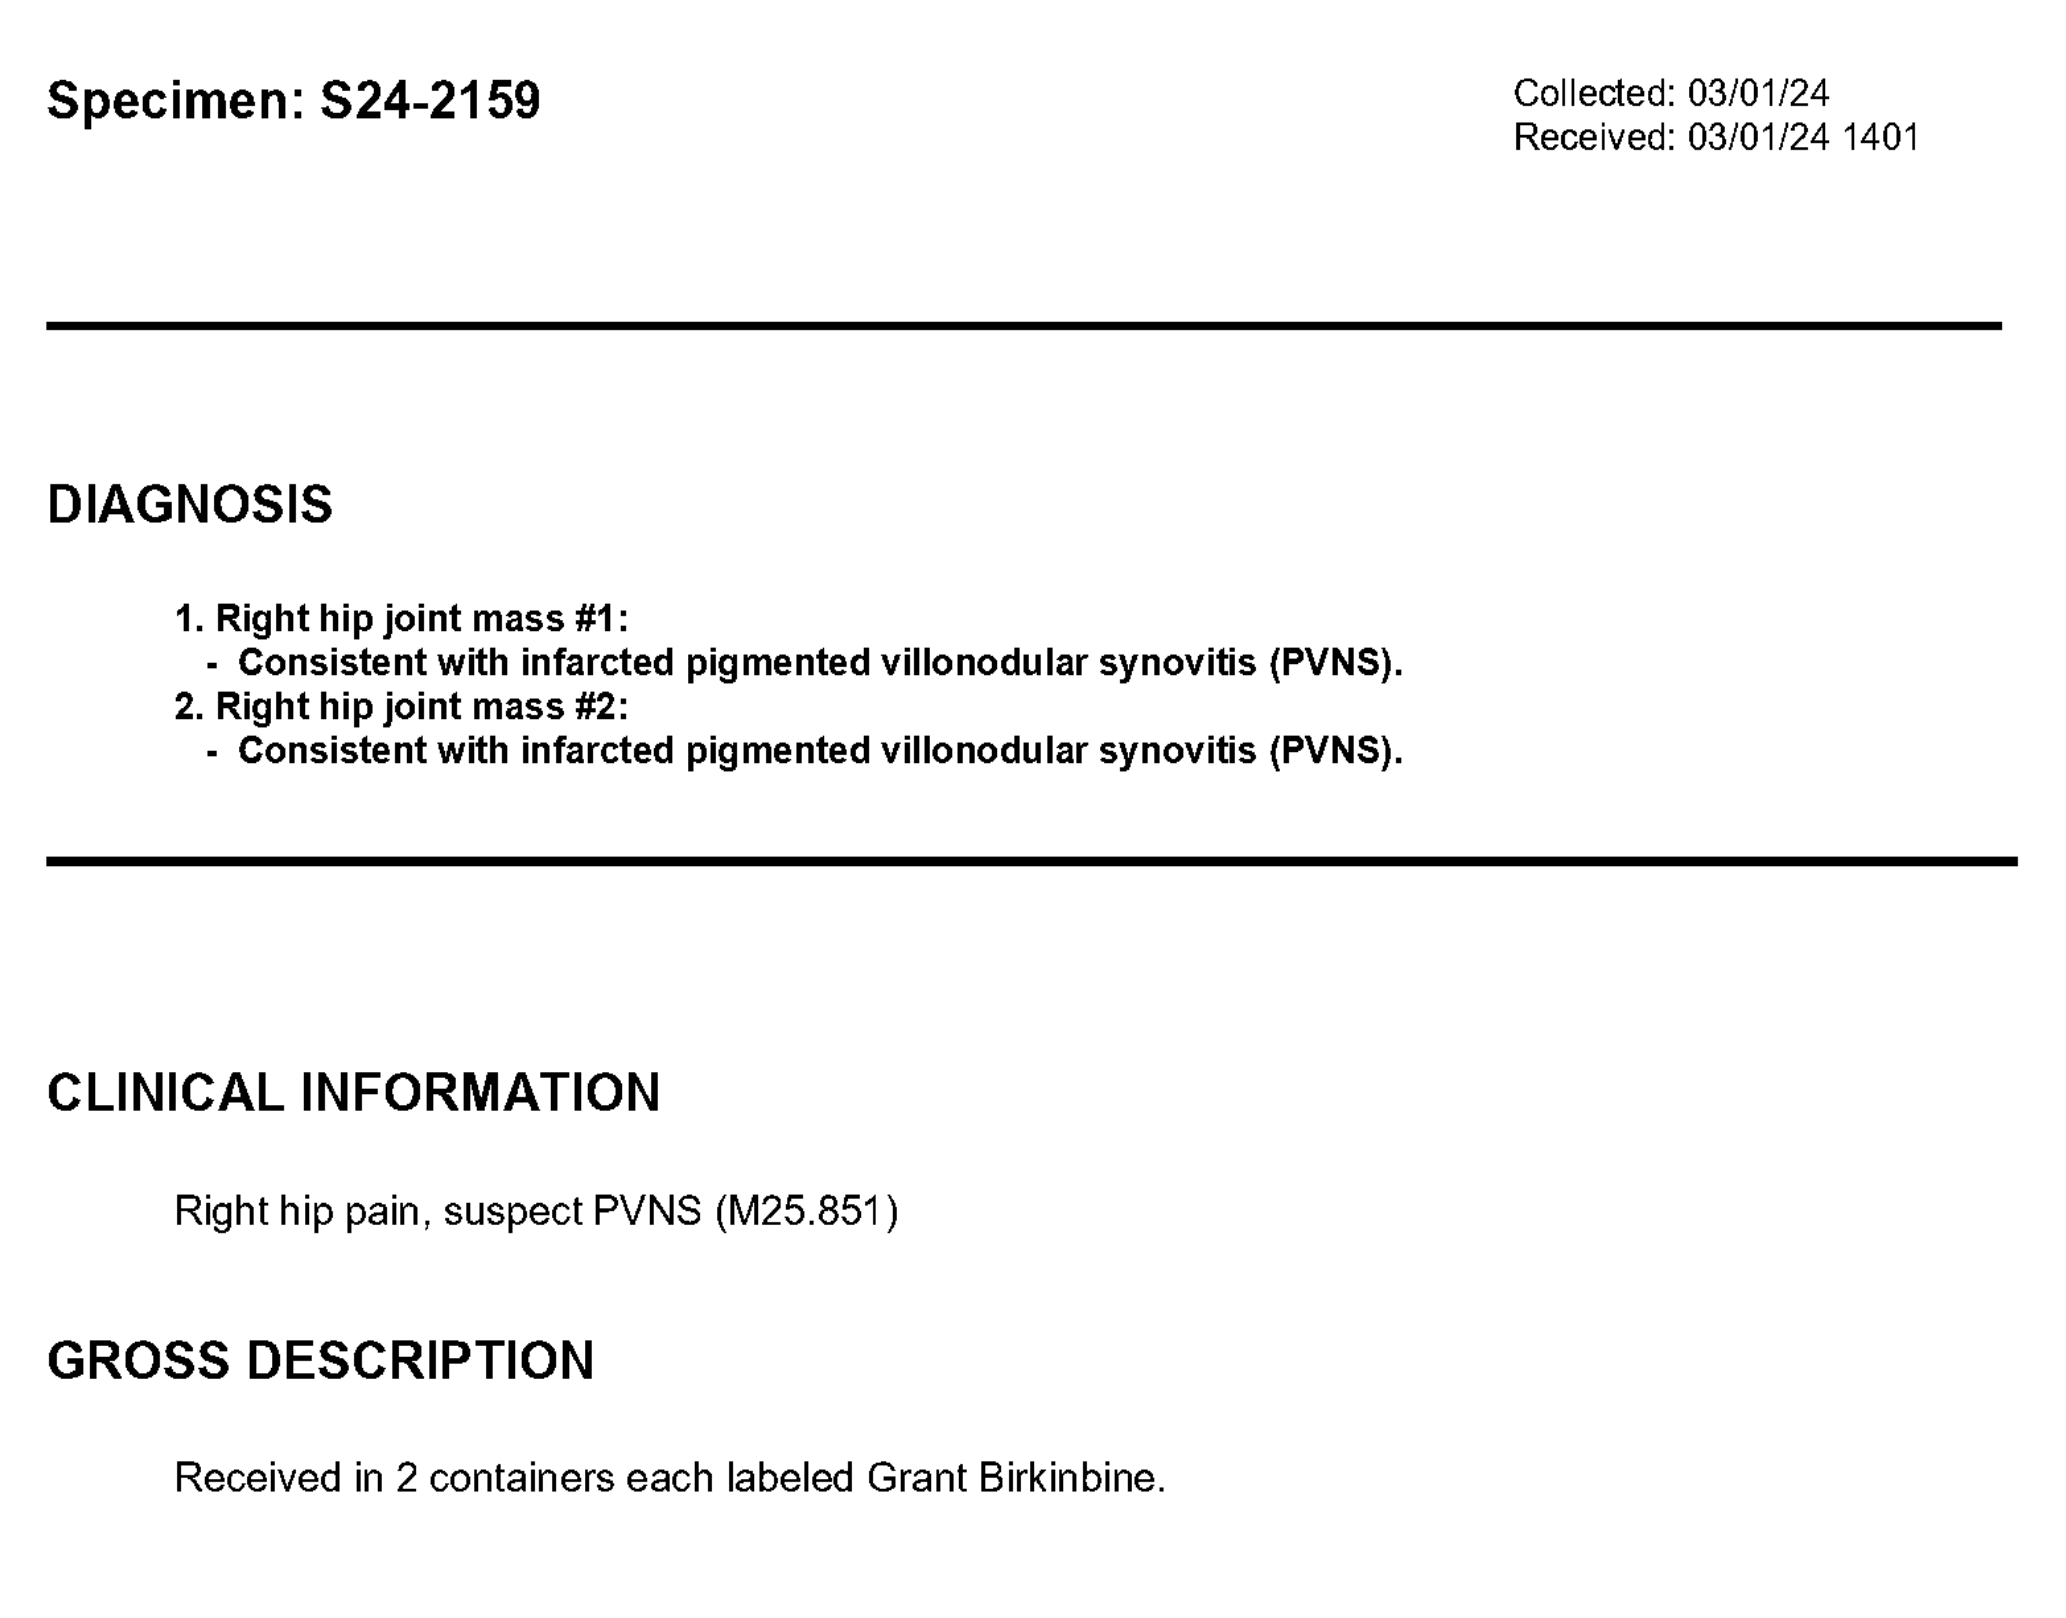 Specimen: S24-2159
Collected: 03/01/24
Received: 03/01/24 1401
DIAGNOSIS
1. Right hip joint mass #1:
- Consistent with infarcted pigmented villonodular synovitis (PVNS).
2. Right hip joint mass #2:
- Consistent with infarcted pigmented villonodular synovitis (PVNS).
CLINICAL INFORMATION
Right hip pain, suspect PVNS (M25.851)
GROSS DESCRIPTION
Received in 2 containers each labeled Grant Birkinbine.